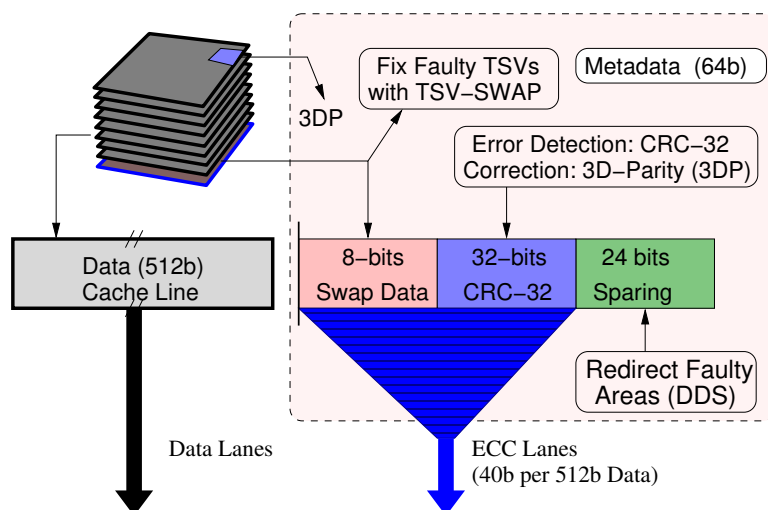 Fix Faulty TSVs
with TSV−SWAP
Metadata (64b)
3DP
Error Detection: CRC−32
Correction: 3D−Parity (3DP)
Data (512b)
Cache Line
8−bits
Swap Data
32−bits
CRC−32
24 bits
Sparing
Redirect Faulty
Areas (DDS)
Data Lanes
ECC Lanes
(40b per 512b Data)